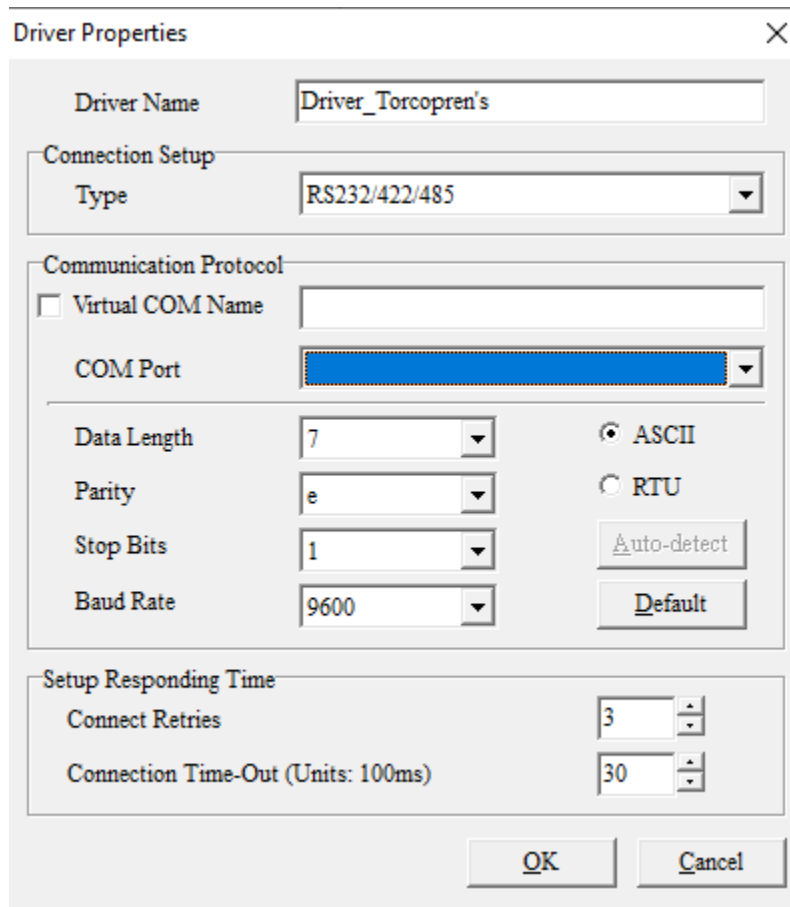 Driver Properties
Driver Name Driver_Torcopren's
Connection Setup
Type RS232/422/485
Communication Protocol
Virtual COM Name
COM Port
Data Length 7 ASCII
Parity e RTU
Stop Bits 1 Auto-detect
Baud Rate 9600 Default
Setup Responding Time
Connect Retries 3
Connection Time-Out (Units: 100ms) 30
OK Cancel